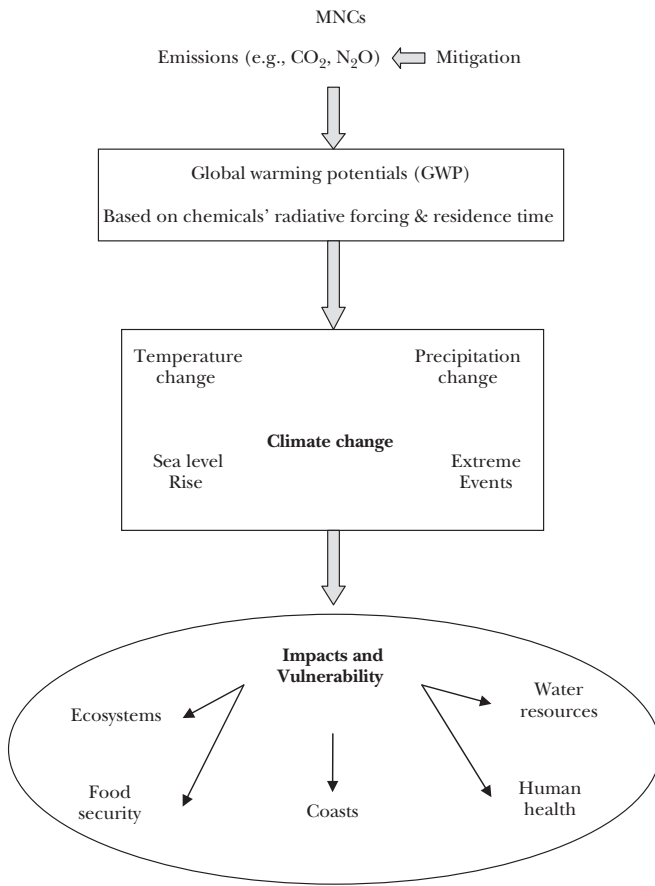 MNCs
Emissions (e.g., CO₂, N₂O) Mitigation
Global warming potentials (GWP)
Based on chemicals’ radiative forcing & residence time
Temperature
change
Precipitation
change
Climate change
Sea level
Rise
Extreme
Events
Impacts and
Vulnerability
Ecosystems
Water
resources
Food
security
Coasts
Human
health